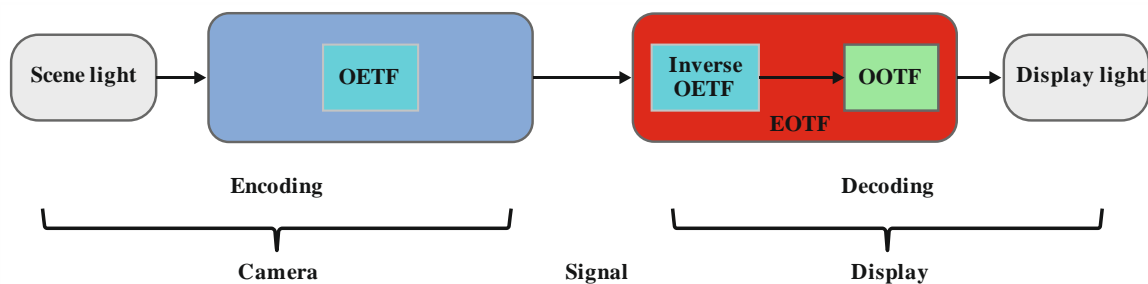 Scene light
OETF
Inverse
OETF
OOTF
EOTF
Display light
Encoding
Decoding
Camera
Signal
Display